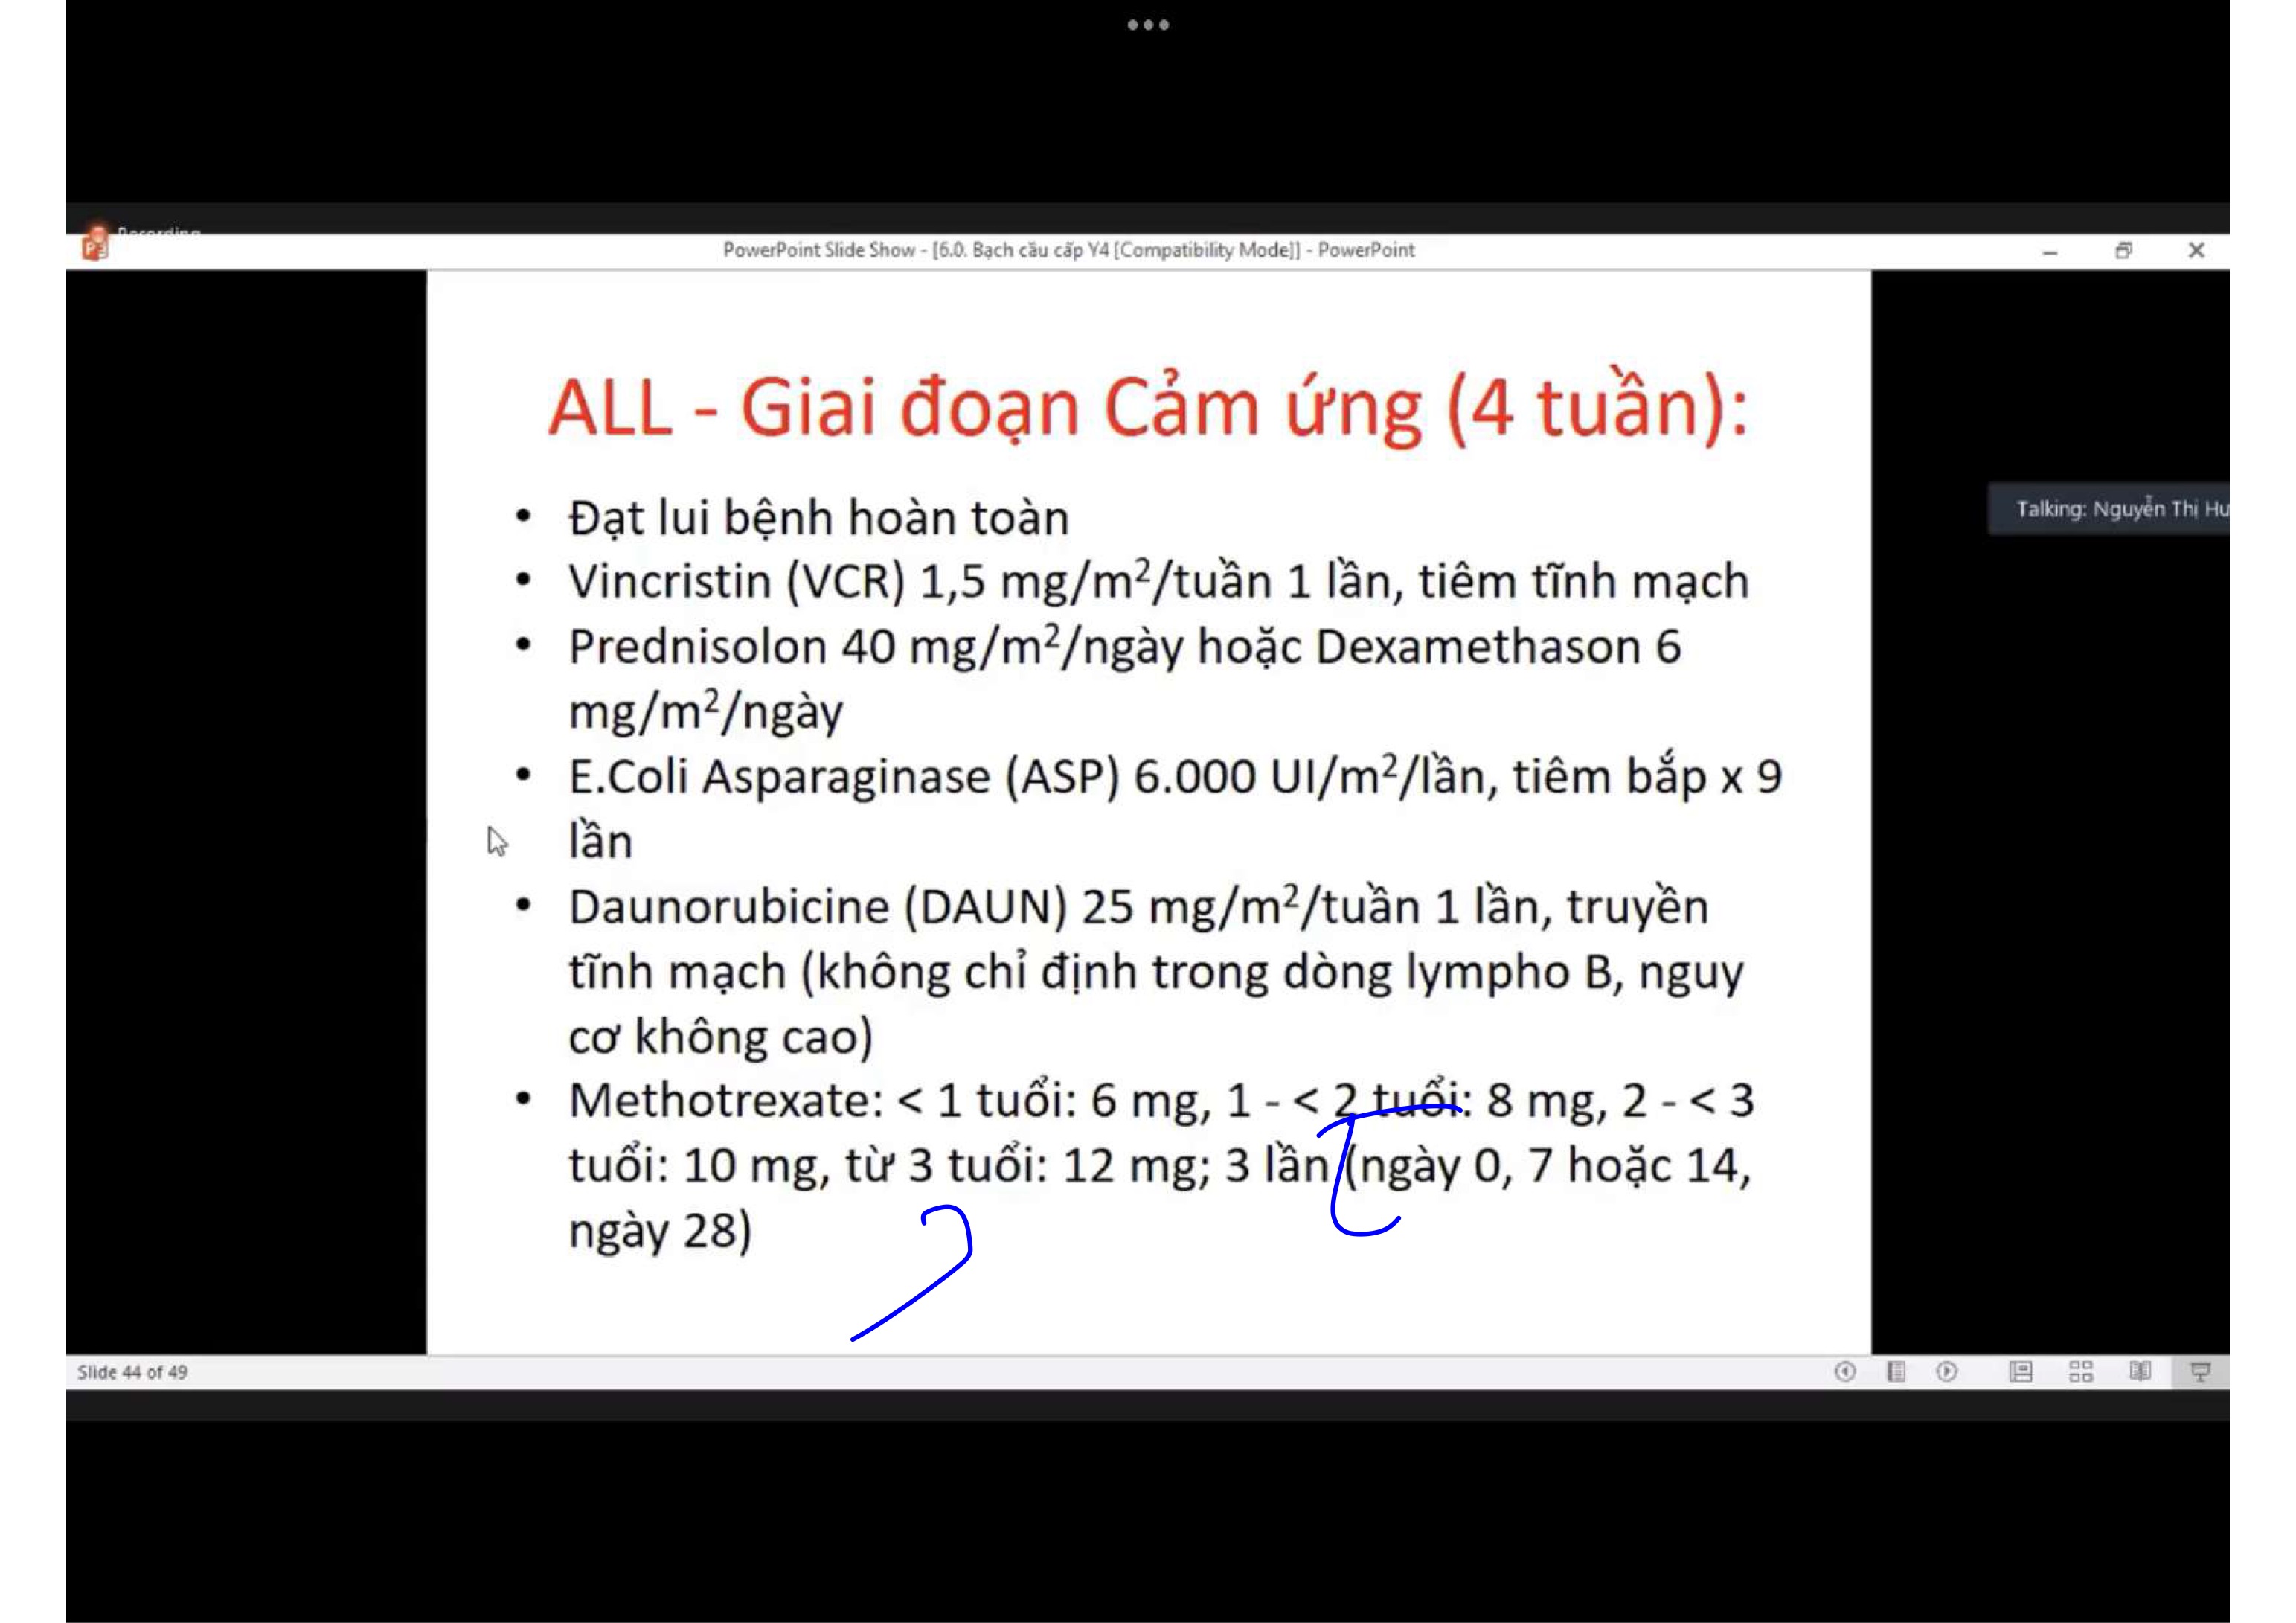 Recording
PowerPoint Slide Show - [6.0. Bạch cầu cấp Y4 [Compatibility Mode]] - PowerPoint
ALL - Giai đoạn Cảm ứng (4 tuần):
• Đạt lui bệnh hoàn toàn
• Vincristin (VCR) 1,5 mg/m²/tuần 1 lần, tiêm tĩnh mạch
• Prednisolon 40 mg/m²/ngày hoặc Dexamethason 6
mg/m²/ngày
• E.Coli Asparaginase (ASP) 6.000 UI/m²/lần, tiêm bắp x 9
lần
• Daunorubicine (DAUN) 25 mg/m²/tuần 1 lần, truyền
tĩnh mạch (không chỉ định trong dòng lympho B, nguy
cơ không cao)
• Methotrexate: < 1 tuổi: 6 mg, 1 - < 2 tuổi: 8 mg, 2 - < 3
tuổi: 10 mg, từ 3 tuổi: 12 mg; 3 lần (ngày 0, 7 hoặc 14,
ngày 28)
Talking: Nguyễn Thị Hu
Slide 44 of 49